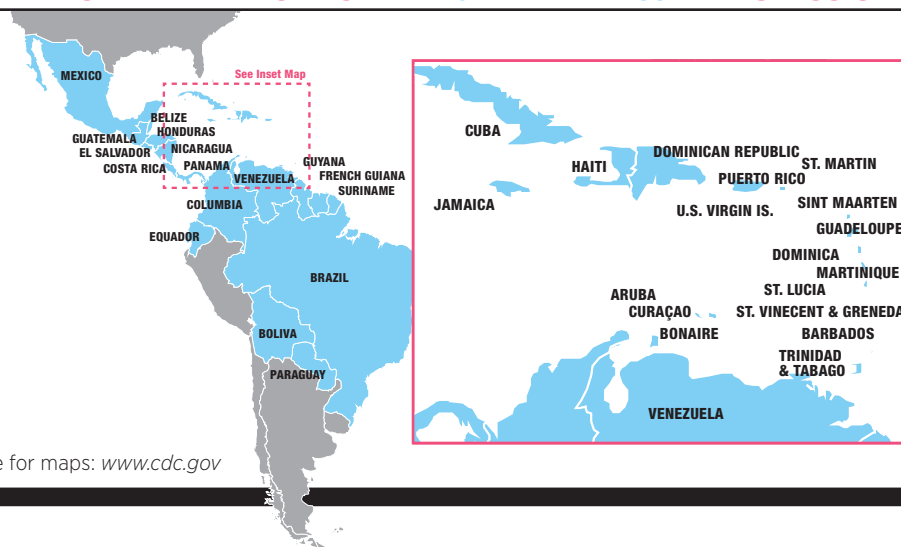 See Inset Map
MEXICO
BELIZE
HONDURAS
GUATEMALA
NICARAGUA
EL SALVADOR
COSTA RICA
PANAMA
VENEZUELA
GUYANA
FRENCH GUIANA
SURINAME
COLUMBIA
EQUADOR
BRAZIL
BOLIVA
PARAGUAY
CUBA
HAITI
DOMINICAN REPUBLIC
ST. MARTIN
PUERTO RICO
JAMAICA
U.S. VIRGIN IS.
SINT MAARTEN
GUADELOUPE
DOMINICA
MARTINIQUE
ST. LUCIA
ARUBA
CURAÇAO
ST. VINECENT & GRENEDA
BONAIRE
BARBADOS
TRINIDAD
& TABAGO
VENEZUELA
for maps: www.cdc.gov